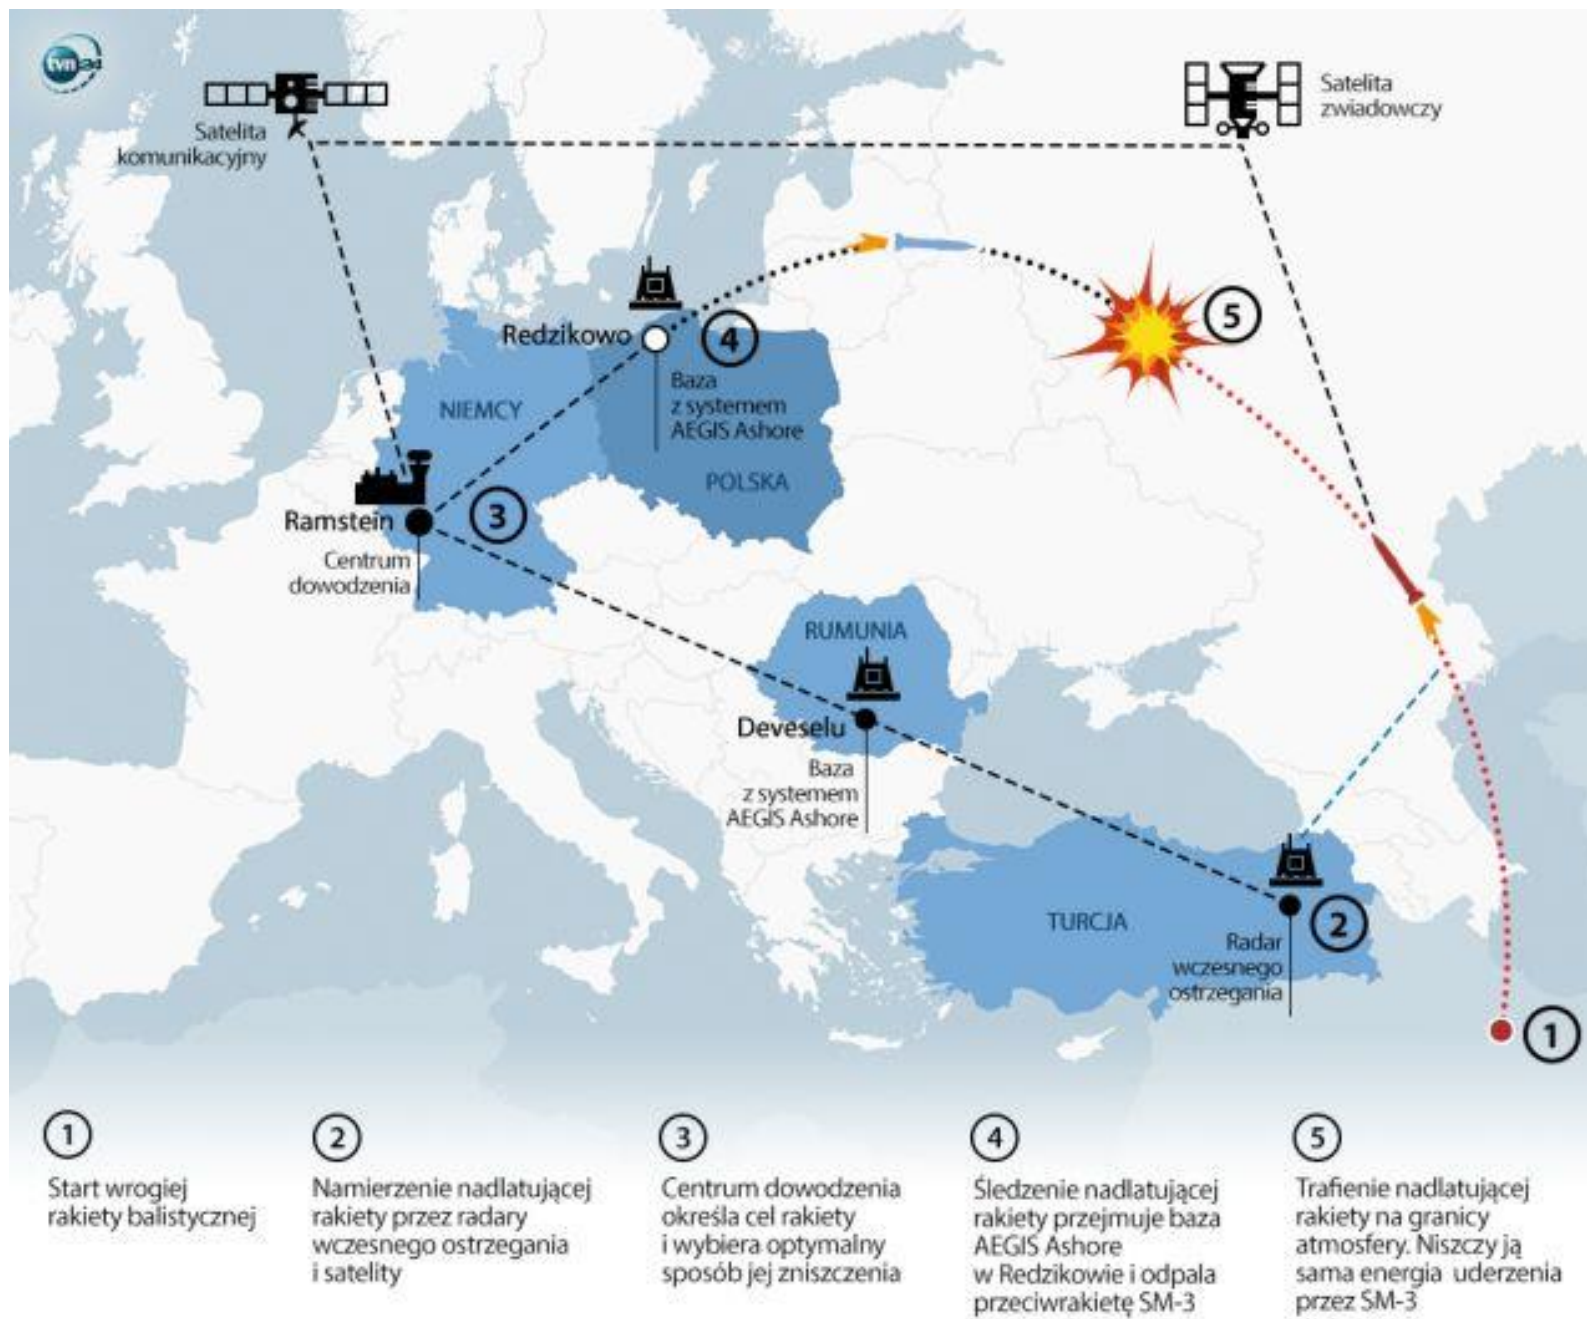 tvn24
Satelita
komunikacyjny
Satelita
zwiadowczy
5
Redzikowo
4
Baza
z systemem
AEGIS Ashore
NIEMCY
POLSKA
Ramstein
3
Centrum
dowodzenia
RUMUNIA
Deveselu
Baza
z systemem
AEGIS Ashore
TURCJA
2
Radar
wczesnego
ostrzegania
1
1
Start wrogiej
rakiety balistycznej
2
Namierzenie nadlatującej
rakiety przez radary
wczesnego ostrzegania
i satelity
3
Centrum dowodzenia
określa cel rakiety
i wybiera optymalny
sposób jej zniszczenia
4
Śledzenie nadlatującej
rakiety przejmuje baza
AEGIS Ashore
w Redzikowie i odpala
przeciwrakietę SM-3
5
Trafienie nadlatującej
rakiety na granicy
atmosfery. Niszczy ją
sama energia uderzenia
przez SM-3